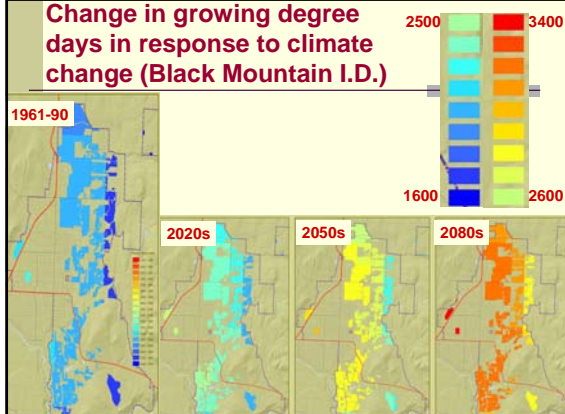 Change in growing degree
days in response to climate
change (Black Mountain I.D.)
2500 3400
1600 2600
1961-90
2020s
2050s
2080s